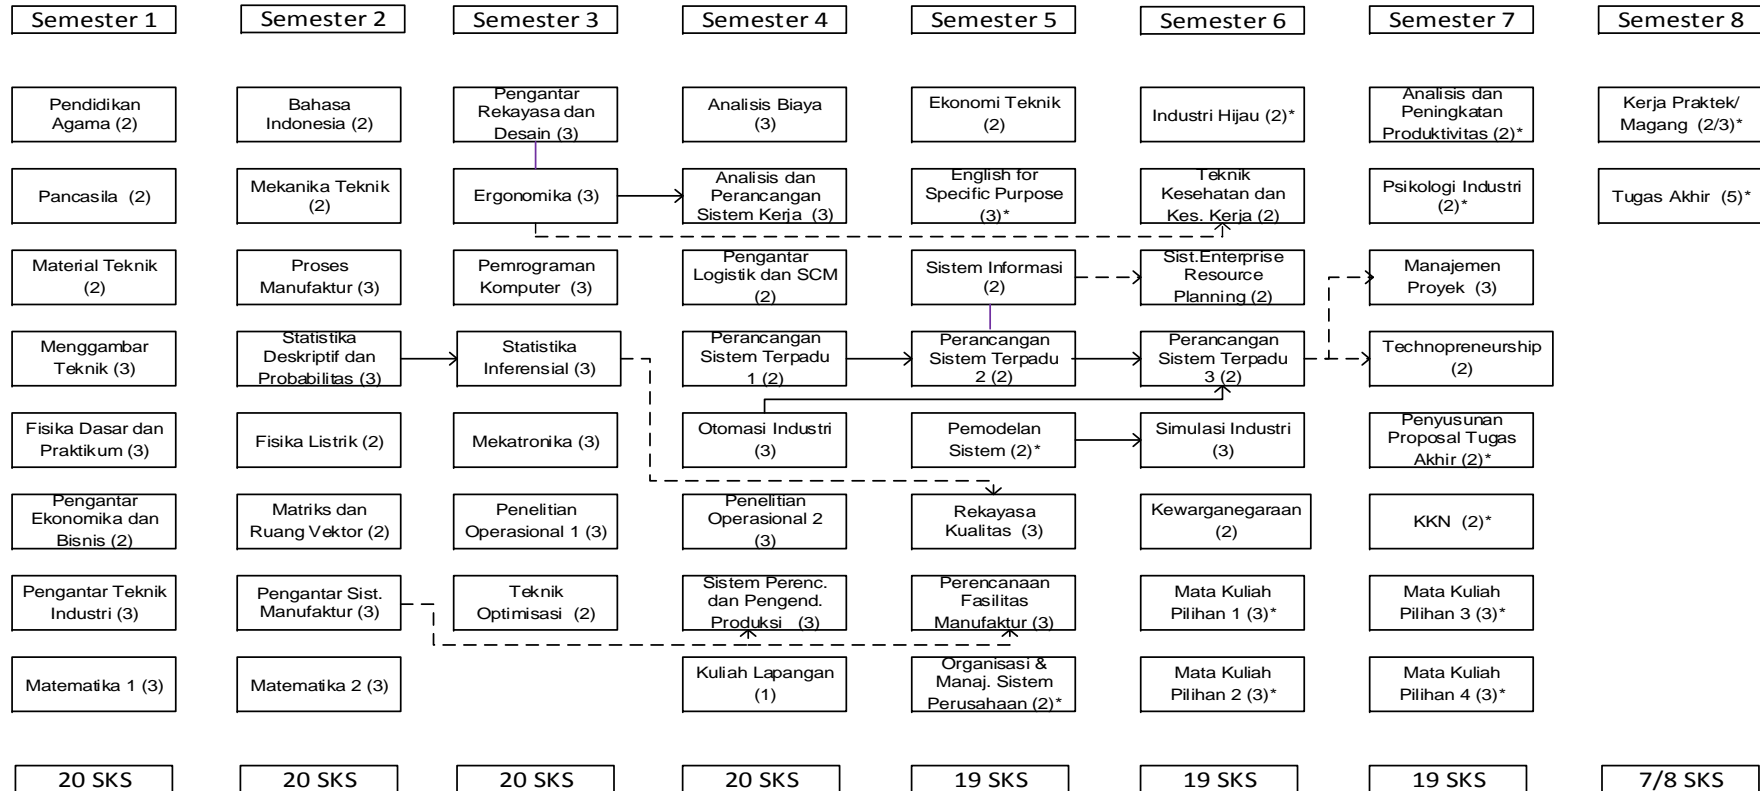 Semester 1
Semester 2
Semester 3
Semester 4
Semester 5
Semester 6
Semester 7
Semester 8
Pendidikan
Agama (2)
Bahasa
Indonesia (2)
Pengantar
Rekayasa dan
Desain (3)
Analisis Biaya
(3)
Ekonomi Teknik
(2)
Industri Hijau (2)*
Analisis dan
Peningkatan
Produktivitas (2)*
Kerja Praktek/
Magang (2/3)*
Pancasila (2)
Mekanika Teknik
(2)
Ergonomika (3)
Analisis dan
Perancangan
Sistem Kerja (3)
English for
Specific Purpose
(3)*
Teknik
Kesehatan dan
Kes. Kerja (2)
Psikologi Industri
(2)*
Tugas Akhir (5)*
Material Teknik
(2)
Proses
Manufaktur (3)
Pemrograman
Komputer (3)
Pengantar
Logistik dan SCM
(2)
Sistem Informasi
(2)
Sist.Enterprise
Resource
Planning (2)
Manajemen
Proyek (3)
Menggambar
Teknik (3)
Statistika
Deskriptif dan
Probabilitas (3)
Statistika
Inferensial (3)
Perancangan
Sistem Terpadu
1 (2)
Perancangan
Sistem Terpadu
2 (2)
Perancangan
Sistem Terpadu
3 (2)
Technopreneurship
(2)
Fisika Dasar dan
Praktikum (3)
Fisika Listrik (2)
Mekatronika (3)
Otomasi Industri
(3)
Pemodelan
Sistem (2)*
Simulasi Industri
(3)
Penyusunan
Proposal Tugas
Akhir (2)*
Pengantar
Ekonomika dan
Bisnis (2)
Matriks dan
Ruang Vektor (2)
Penelitian
Operasional 1 (3)
Penelitian
Operasional 2
(3)
Rekayasa
Kualitas (3)
Kewarganegaraan
(2)
KKN (2)*
Pengantar Teknik
Industri (3)
Pengantar Sist.
Manufaktur (3)
Teknik
Optimisasi (2)
Sistem Perenc.
dan Pengend.
Produksi (3)
Perencanaan
Fasilitas
Manufaktur (3)
Mata Kuliah
Pilihan 1 (3)*
Mata Kuliah
Pilihan 3 (3)*
Matematika 1 (3)
Matematika 2 (3)
Kuliah Lapangan
(1)
Organisasi &
Manaj. Sistem
Perusahaan (2)*
Mata Kuliah
Pilihan 2 (3)*
Mata Kuliah
Pilihan 4 (3)*
20 SKS
20 SKS
20 SKS
20 SKS
19 SKS
19 SKS
19 SKS
7/8 SKS